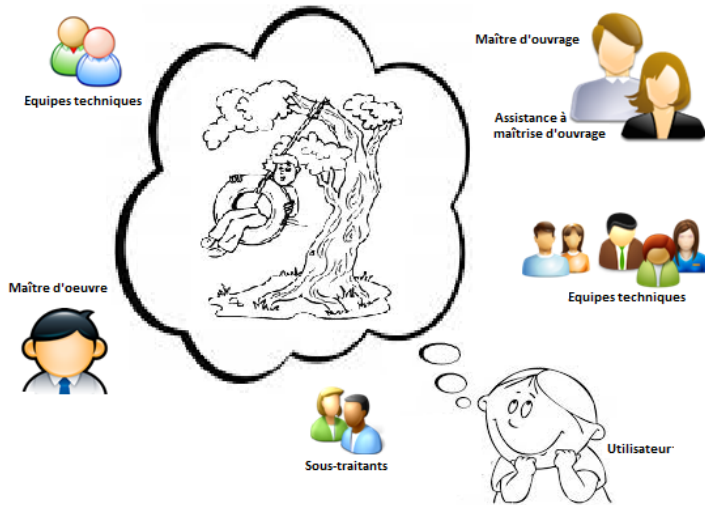 Maître d'ouvrage
Equipes techniques
Assistance à
maîtrise d'ouvrage
Maître d'oeuvre
Equipes techniques
Utilisateur
Sous-traitants